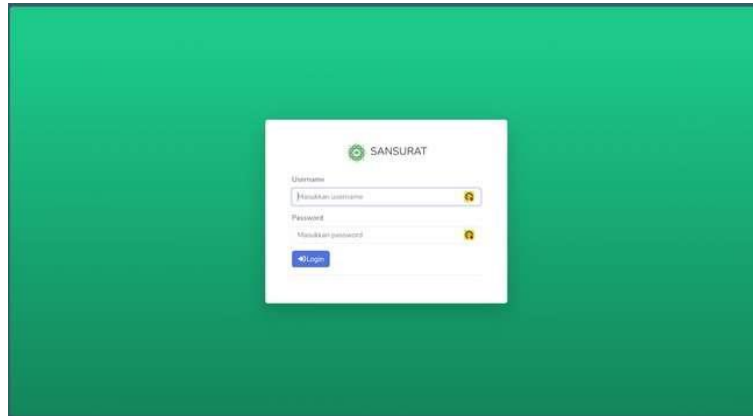 SANSURAT
Username
Masukkan username
Password
Masukkan password
Login